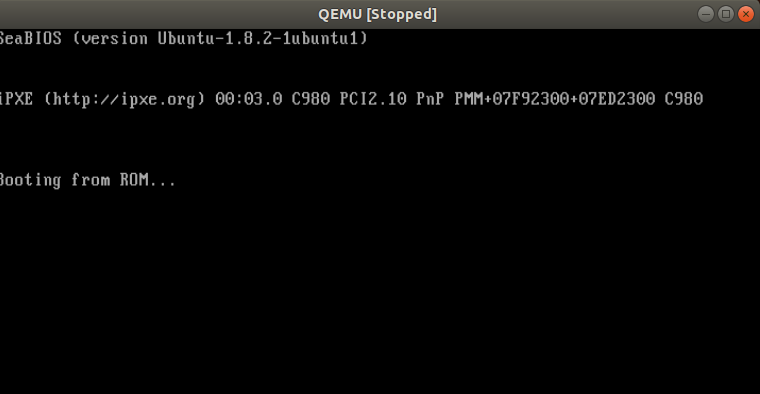 QEMU [Stopped]
SeaBIOS (version Ubuntu-1.8.2-1ubuntu1)
iPXE (http://ipxe.org) 00:03.0 C980 PCI2.10 PnP PMM+07F92300+07ED2300 C980
Booting from ROM...